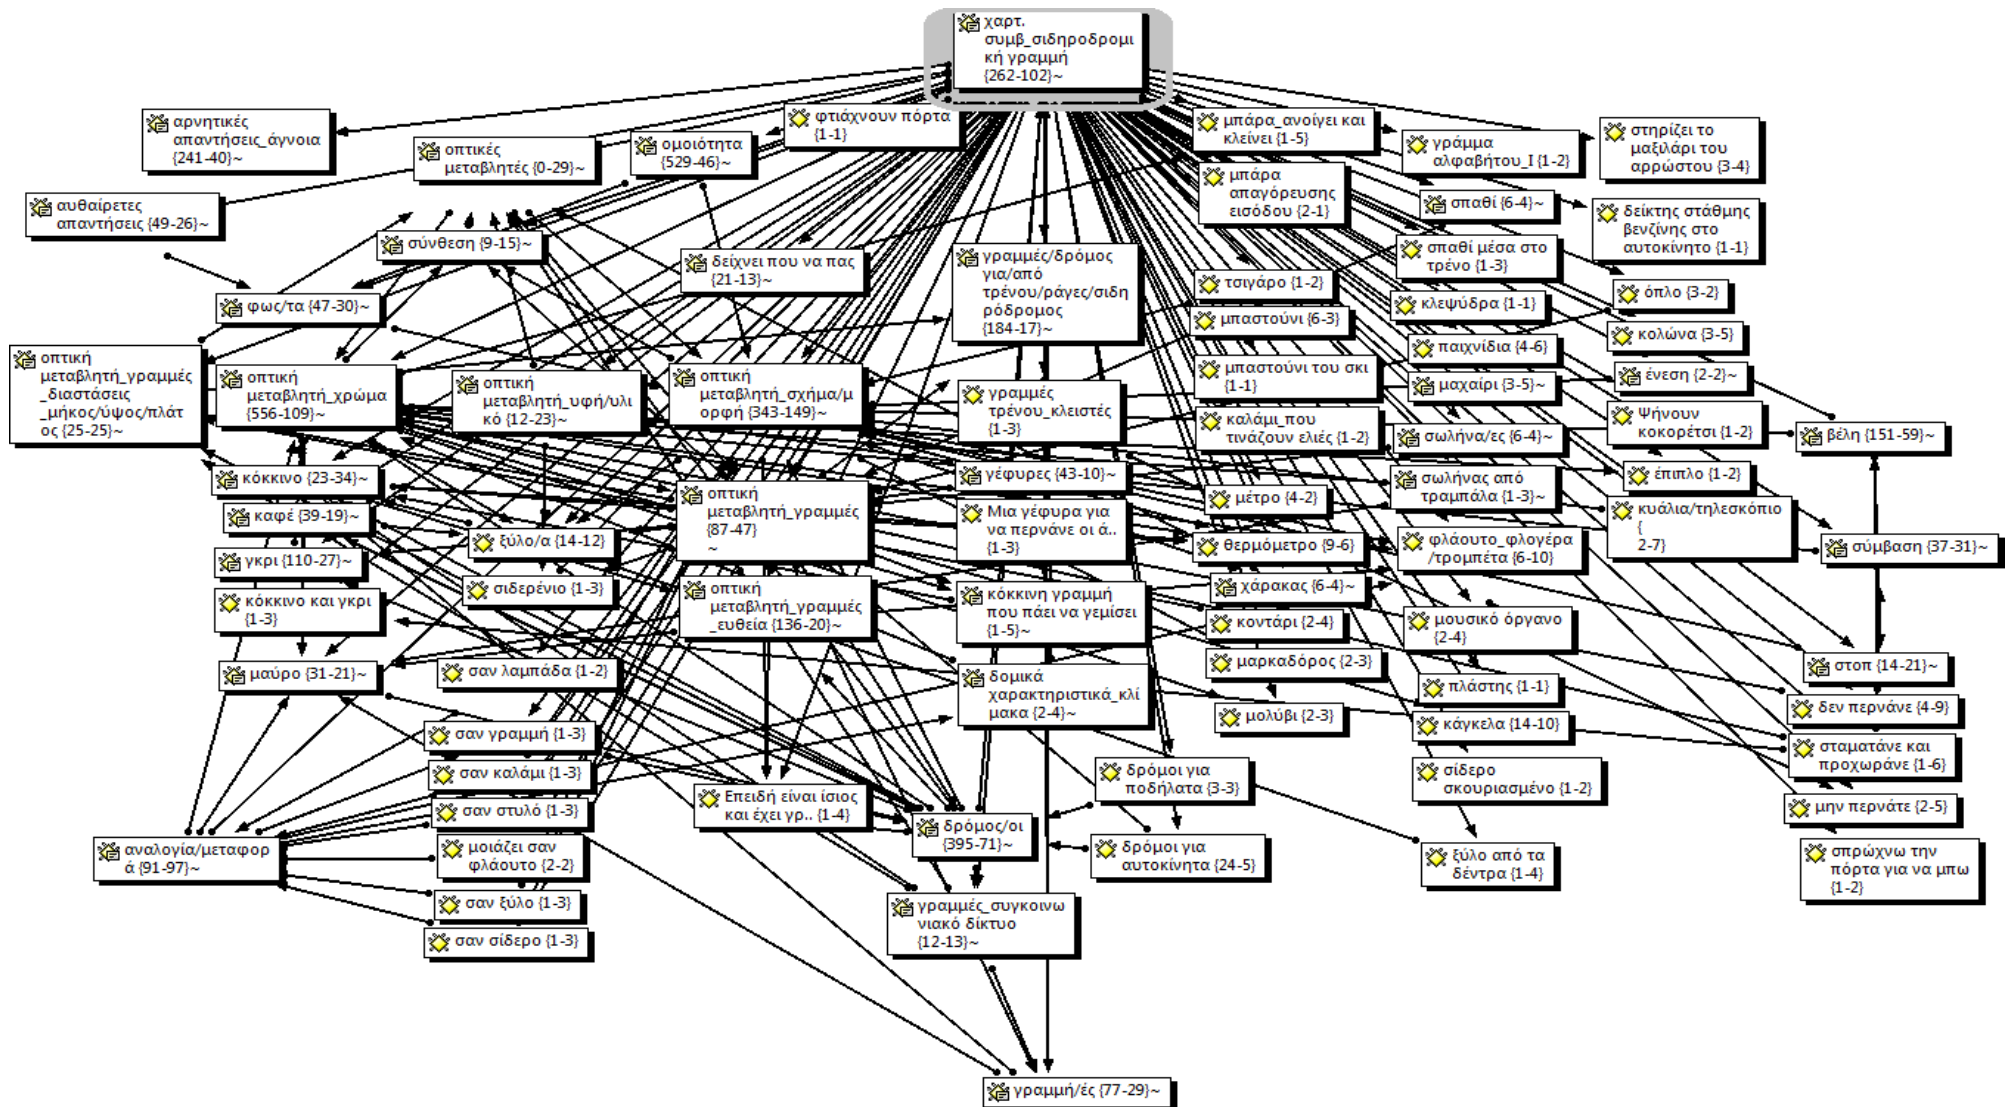 χαρτ.
συμβ_σιδηροδρομι
κή γραμμή
{262-102}~
αρνητικές
απαντήσεις_άγνοια
{241-40}~
οπτικές
μεταβλητές {0-29}~
ομοιότητα
{529-46}~
φτιάχνουν πόρτα
{1-1}
μπάρα_ανοίγει και
κλείνει {1-5}
γράμμα
αλφαβήτου_Ι {1-2}
στηρίζει το
μαξιλάρι του
αρρώστου {3-4}
αυθαίρετες
απαντήσεις {49-26}~
σύνθεση {9-15}~
δείχνει που να πας
{21-13}~
γραμμές/δρόμος
για/από
τρένου/ράγες/σιδη
ρόδρομος
{184-17}~
μπάρα
απαγόρευσης
εισόδου {2-1}
σπαθί {6-4}~
δείκτης στάθμης
βενζίνης στο
αυτοκίνητο {1-1}
σπαθί μέσα στο
τρένο {1-3}
φως/τα {47-30}~
τσιγάρο {1-2}
κλεψύδρα {1-1}
όπλο {3-2}
μπαστούνι {6-3}
κολώνα {3-5}
οπτική
μεταβλητή_γραμμές
_διαστάσεις
_μήκος/ύψος/πλάτ
ος {25-25}~
οπτική
μεταβλητή_χρώμα
{556-109}~
οπτική
μεταβλητή_υφή/υλι
κό {12-23}~
οπτική
μεταβλητή_σχήμα/μ
ορφή {343-149}~
γραμμές
τρένου_κλειστές
{1-3}
μπαστούνι του σκι
{1-1}
παιχνίδια {4-6}
μαχαίρι {3-5}~
ένεση {2-2}~
καλάμι_που
τινάζουν ελιές {1-2}
σωλήνα/ες {6-4}~
Ψήνουν
κοκορέτσι {1-2}
βέλη {151-59}~
κόκκινο {23-34}~
γέφυρες {43-10}~
μέτρο {4-2}
σωλήνας από
τραμπάλα {1-3}~
έπιπλο {1-2}
καφέ {39-19}~
οπτική
μεταβλητή_γραμμές
{87-47}
~
Μια γέφυρα για
να περνάνε οι ά..
{1-3}
κυάλια/τηλεσκόπιο
{
2-7}
ξύλο/α {14-12}
θερμόμετρο {9-6}
φλάουτο_φλογέρα
/τρομπέτα {6-10}
σύμβαση {37-31}~
γκρι {110-27}~
σιδερένιο {1-3}
οπτική
μεταβλητή_γραμμές
_ευθεία {136-20}~
κόκκινη γραμμή
που πάει να γεμίσει
{1-5}~
χάρακας {6-4}~
κόκκινο και γκρι
{1-3}
κοντάρι {2-4}
μουσικό όργανο
{2-4}
μαύρο {31-21}~
σαν λαμπάδα {1-2}
δομικά
χαρακτηριστικά_κλί
μακα {2-4}~
μαρκαδόρος {2-3}
στοπ {14-21}~
πλάστης {1-1}
δεν περνάνε {4-9}
μολύβι {2-3}
κάγκελα {14-10}
σαν γραμμή {1-3}
σταματάνε και
προχωράνε {1-6}
σαν καλάμι {1-3}
δρόμοι για
ποδήλατα {3-3}
σίδερο
σκουριασμένο {1-2}
σαν στυλό {1-3}
Επειδή είναι ίσιος
και έχει γρ.. {1-4}
μην περνάτε {2-5}
αναλογία/μεταφορ
ά {91-97}~
μοιάζει σαν
φλάουτο {2-2}
δρόμος/οι
{395-71}~
δρόμοι για
αυτοκίνητα {24-5}
ξύλο από τα
δέντρα {1-4}
σπρώχνω την
πόρτα για να μπω
{1-2}
σαν ξύλο {1-3}
γραμμές_συγκοινω
νιακό δίκτυο
{12-13}~
σαν σίδερο {1-3}
γραμμή/ές {77-29}~